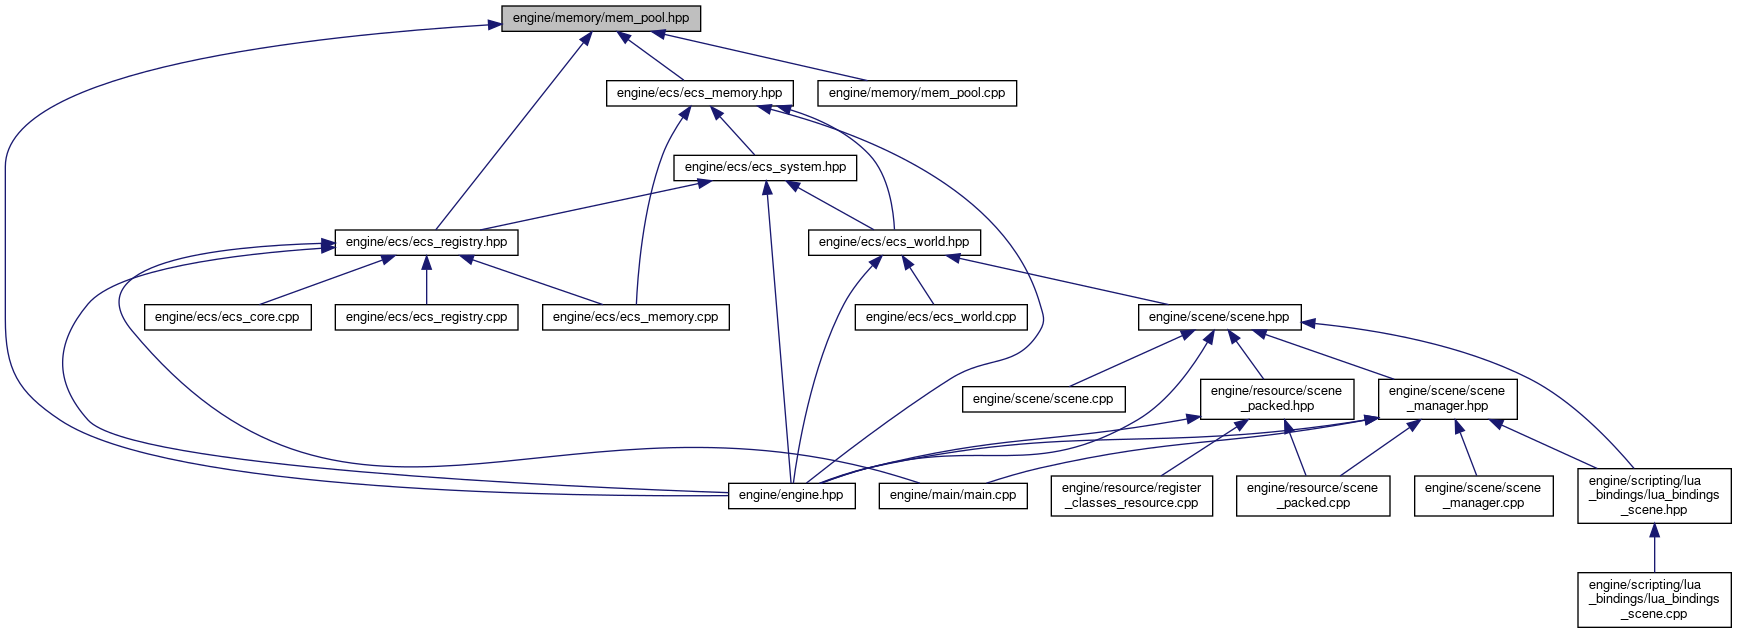 engine/memory/mem_pool.hpp
engine/ecs/ecs_memory.hpp
engine/memory/mem_pool.cpp
engine/ecs/ecs_system.hpp
engine/ecs/ecs_registry.hpp
engine/ecs/ecs_world.hpp
engine/ecs/ecs_core.cpp
engine/ecs/ecs_registry.cpp
engine/ecs/ecs_memory.cpp
engine/ecs/ecs_world.cpp
engine/scene/scene.hpp
engine/scene/scene.cpp
engine/resource/scene
_packed.hpp
engine/scene/scene
_manager.hpp
engine/engine.hpp
engine/main/main.cpp
engine/resource/register
_classes_resource.cpp
engine/resource/scene
_packed.cpp
engine/scene/scene
_manager.cpp
engine/scripting/lua
_bindings/lua_bindings
_scene.hpp
engine/scripting/lua
_bindings/lua_bindings
_scene.cpp